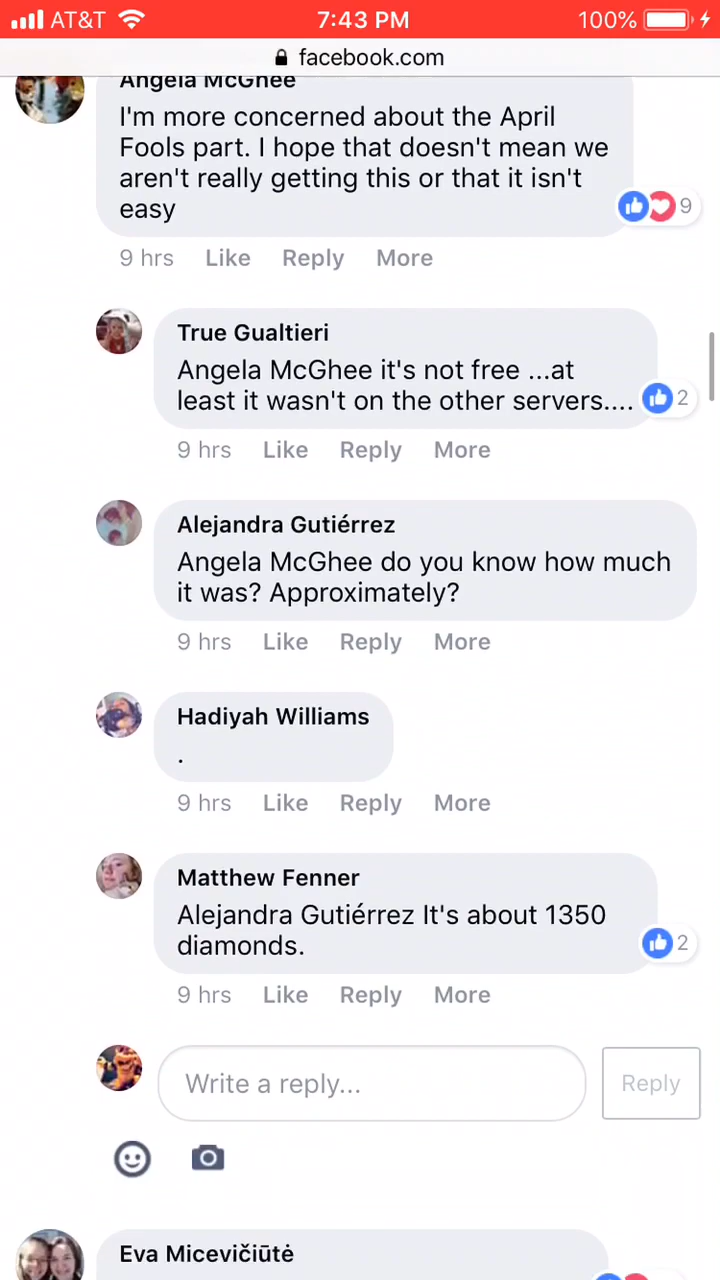 AT&T 7:43 PM 100%
facebook.com
Angela McGhee
I'm more concerned about the April
Fools part. I hope that doesn't mean we
aren't really getting this or that it isn't
easy
9
9 hrs Like Reply More
True Gualtieri
Angela McGhee it's not free ...at
least it wasn't on the other servers....
2
9 hrs Like Reply More
Alejandra Gutiérrez
Angela McGhee do you know how much
it was? Approximately?
9 hrs Like Reply More
Hadiyah Williams
.
9 hrs Like Reply More
Matthew Fenner
Alejandra Gutiérrez It's about 1350
diamonds.
2
9 hrs Like Reply More
Write a reply... Reply
Eva Micevičiūtė